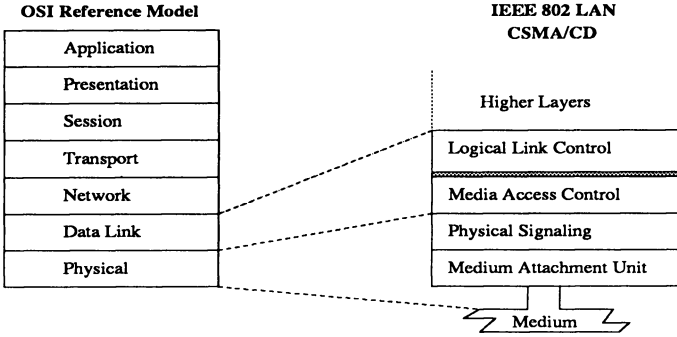 OSI Reference Model
Application
Presentation
Session
Transport
Network
Data Link
Physical
IEEE 802 LAN
CSMA/CD
Higher Layers
Logical Link Control
Media Access Control
Physical Signaling
Medium Attachment Unit
Medium